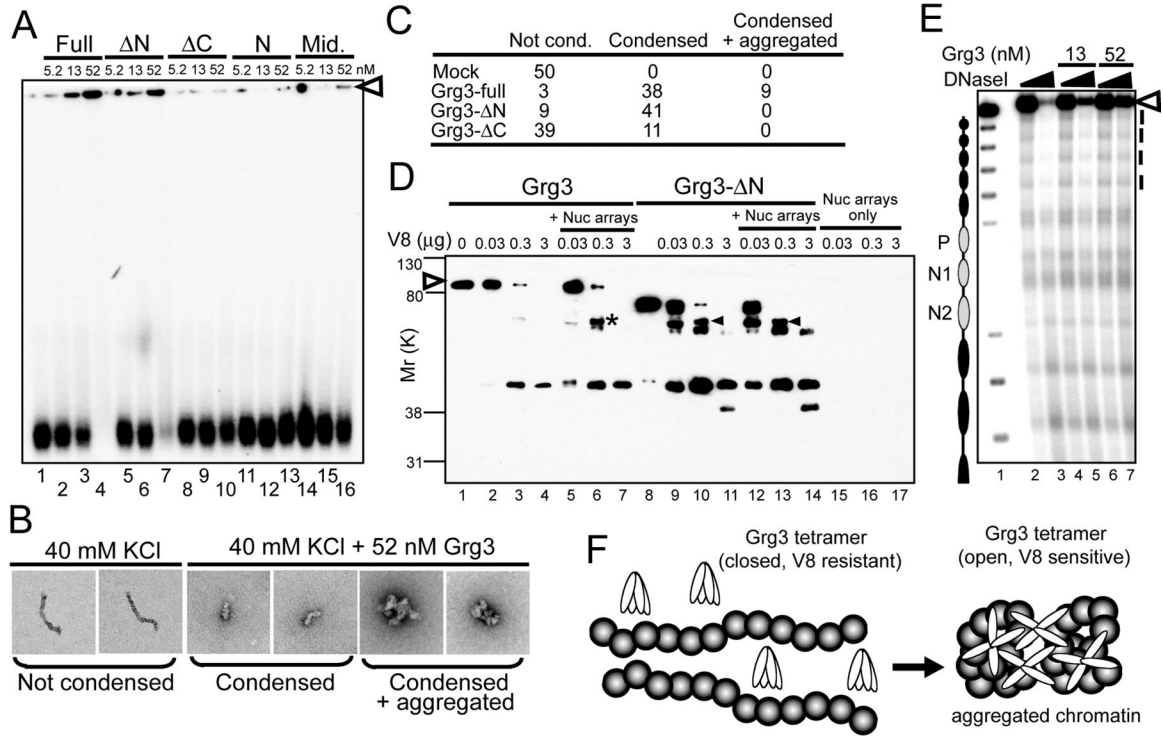 A
Full ΔN ΔC N Mid.
5.2 13 52 5.2 13 52 5.2 13 52 5.2 13 52 5.2 13 52 nM
1 2 3 4 5 6 7 8 9 10 11 12 13 14 15 16
B
40 mM KCl 40 mM KCl + 52 nM Grg3
Not condensed Condensed Condensed
+ aggregated
C
Condensed
Not cond. Condensed + aggregated
Mock 50 0 0
Grg3-full 3 38 9
Grg3-ΔN 9 41 0
Grg3-ΔC 39 11 0
D
Grg3 Grg3-ΔN Nuc arrays
+ Nuc arrays + Nuc arrays only
V8 (μg) 0 0.03 0.3 3 0.03 0.3 3 0.03 0.3 3 0.03 0.3 3 0.03 0.3 3
130
80
*
Mr (K)
38
31
1 2 3 4 5 6 7 8 9 10 11 12 13 14 15 16 17
E
Grg3 (nM) 13 52
DNaseI
P
N1
N2
1 2 3 4 5 6 7
F
Grg3 tetramer
(closed, V8 resistant)
Grg3 tetramer
(open, V8 sensitive)
aggregated chromatin